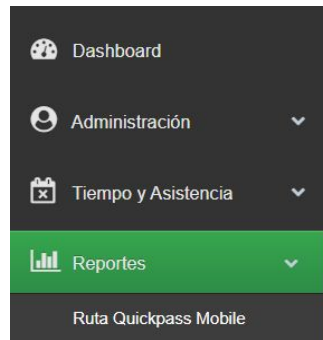 Dashboard
Administración
Tiempo y Asistencia
Reportes
Ruta Quickpass Mobile